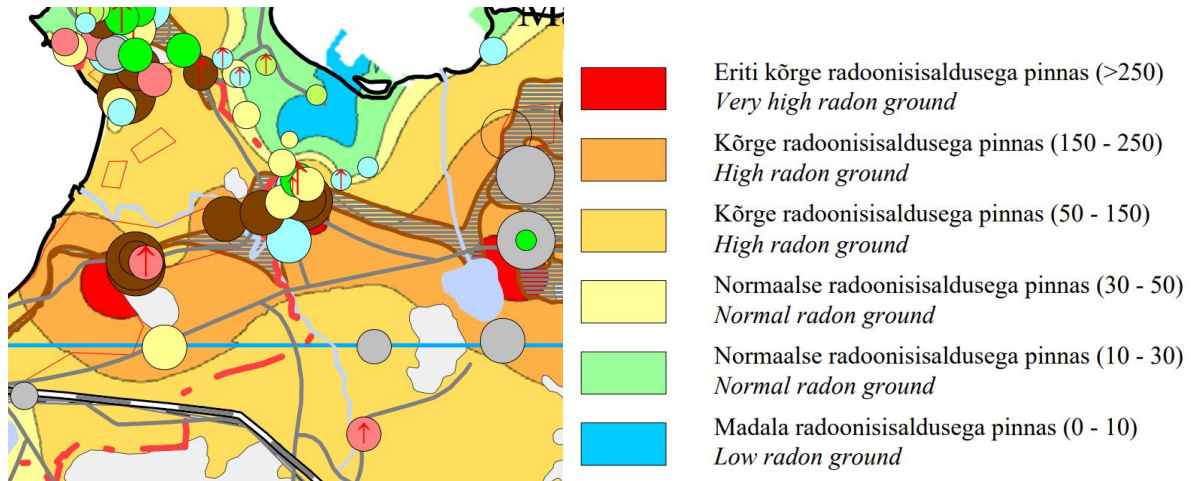 Eriti kõrge radoonisisaldusega pinnas (>250)
Very high radon ground
Kõrge radoonisisaldusega pinnas (150 - 250)
High radon ground
Kõrge radoonisisaldusega pinnas (50 - 150)
High radon ground
Normaalse radoonisisaldusega pinnas (30 - 50)
Normal radon ground
Normaalse radoonisisaldusega pinnas (10 - 30)
Normal radon ground
Madala radoonisisaldusega pinnas (0 - 10)
Low radon ground